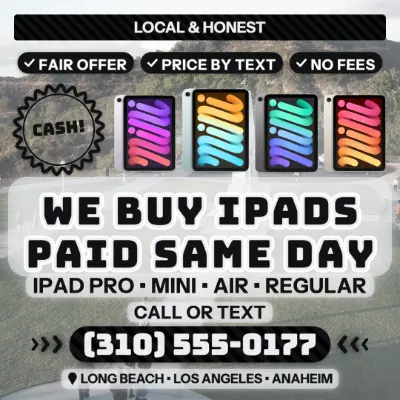 LOCAL & HONEST
✓ FAIR OFFER ✓ PRICE BY TEXT ✓ NO FEES
CASH!
WE BUY IPADS
PAID SAME DAY
IPAD PRO • MINI • AIR • REGULAR
CALL OR TEXT
››› (310) 555-0177 ‹‹‹
LONG BEACH • LOS ANGELES • ANAHEIM